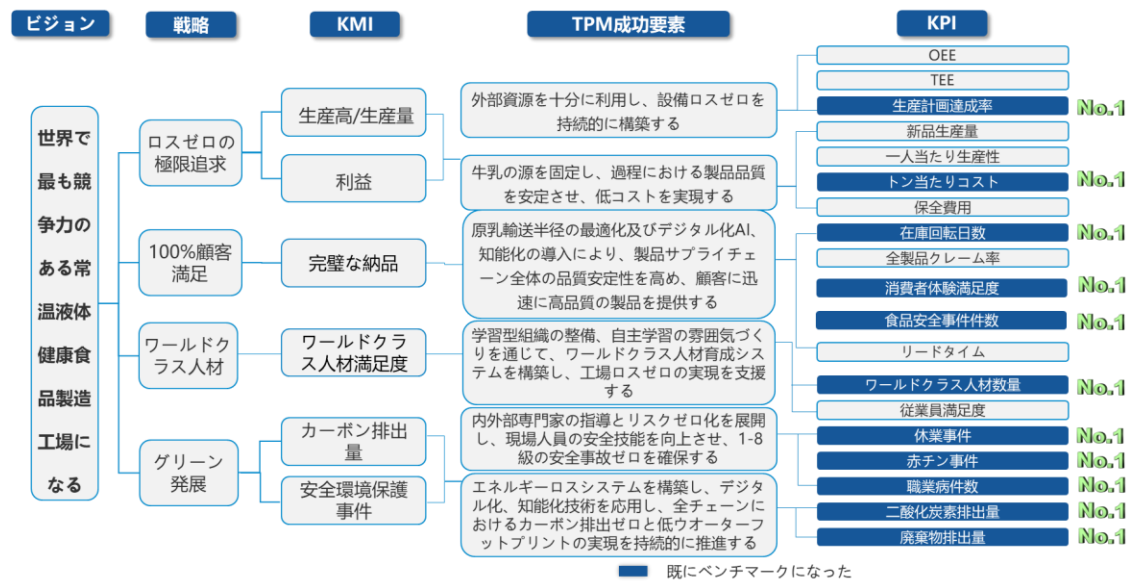 ビジョン
戦略
KMI
TPM成功要素
KPI
世界で
最も競
争力の
ある常
温液体
健康食
品製造
工場に
なる
ロスゼロの
極限追求
100%顧客
満足
ワールドク
ラス人材
グリーン
発展
生産高/生産量
利益
完璧な納品
ワールドク
ラス人材満足度
カーボン排出
量
安全環境保護
事件
外部資源を十分に利用し、設備ロスゼロを
持続的に構築する
牛乳の源を固定し、過程における製品品質
を安定させ、低コストを実現する
原乳輸送半径の最適化及びデジタル化AI、
知能化の導入により、製品サプライチェ
ーン全体の品質安定性を高め、顧客に迅
速に高品質の製品を提供する
学習型組織の整備、自主学習の雰囲気づく
りを通じて、ワールドクラス人材育成シス
テムを構築し、工場ロスゼロの実現を支援
する
内外部専門家の指導とリスクゼロ化を展開
し、現場人員の安全技能を向上させ、1-8
級の安全事故ゼロを確保する
エネルギーロスシステムを構築し、デジタ
ル化、知能化技術を応用し、全チェーンに
おけるカーボン排出ゼロと低ウオーターフ
ットプリントの実現を持続的に推進する
OEE
TEE
生産計画達成率 No.1
新品生産量
一人当たり生産性
トン当たりコスト No.1
保全費用
在庫回転日数 No.1
全製品クレーム率
消費者体験満足度 No.1
食品安全事件件数 No.1
リードタイム
ワールドクラス人材数量 No.1
従業員満足度
休業事件 No.1
赤チン事件 No.1
職業病件数 No.1
二酸化炭素排出量 No.1
廃棄物排出量 No.1
既にベンチマークになった